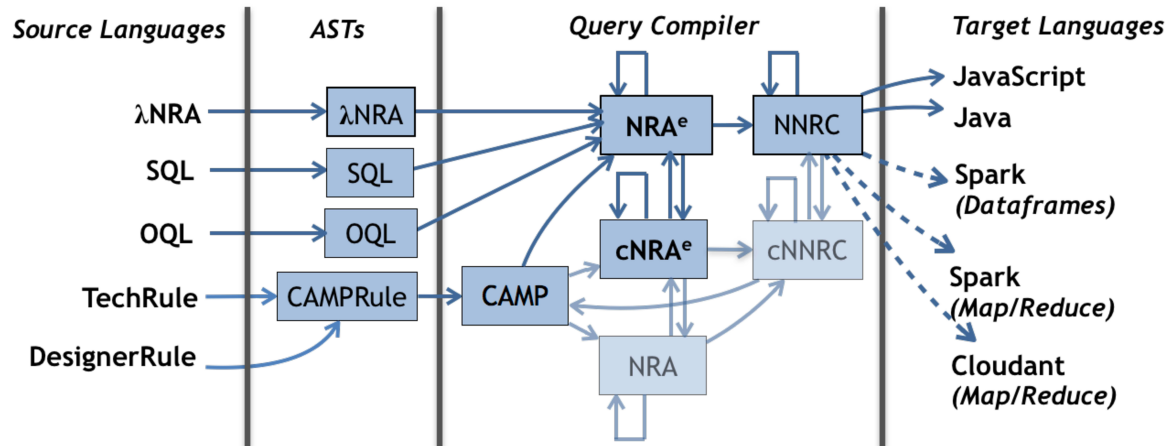 Source Languages
ASTs
Query Compiler
Target Languages
λNRA
SQL
OQL
TechRule
DesignerRule
λNRA
SQL
OQL
CAMPRule
CAMP
NRAᵉ
NNRC
cNRAᵉ
cNNRC
NRA
JavaScript
Java
Spark
(Dataframes)
Spark
(Map/Reduce)
Cloudant
(Map/Reduce)